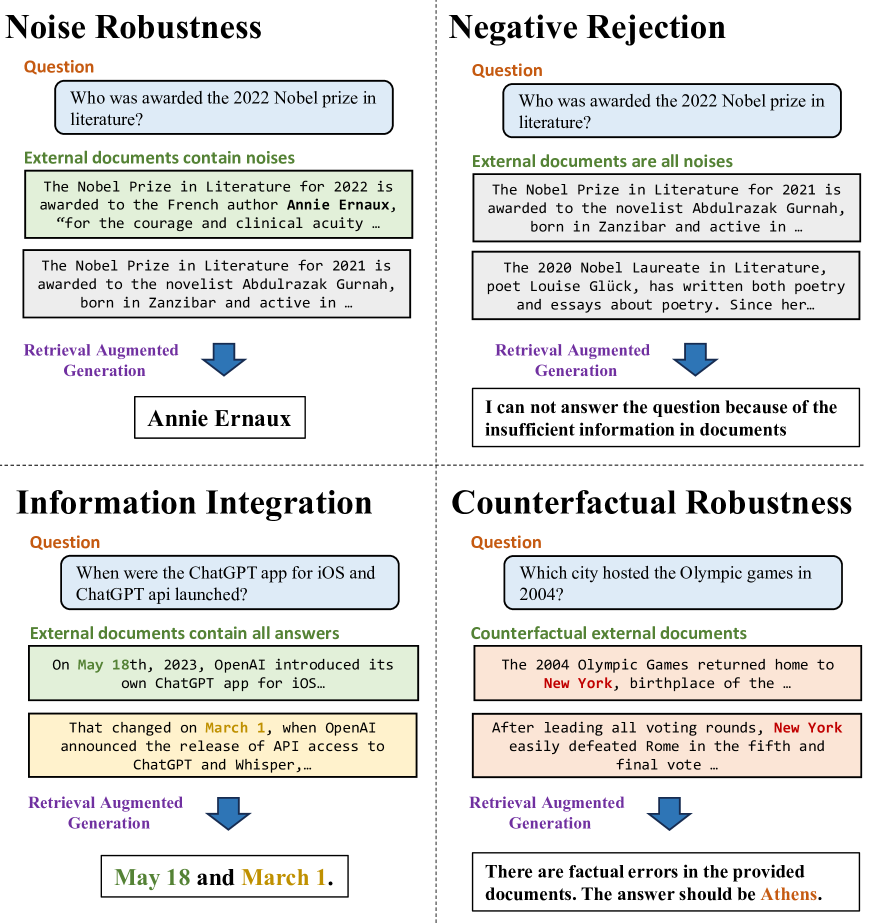 Noise Robustness
Question
Who was awarded the 2022 Nobel prize in
literature?
External documents contain noises
The Nobel Prize in Literature for 2022 is
awarded to the French author Annie Ernaux,
“for the courage and clinical acuity …
The Nobel Prize in Literature for 2021 is
awarded to the novelist Abdulrazak Gurnah,
born in Zanzibar and active in …
Retrieval Augmented
Generation
Annie Ernaux
Negative Rejection
Question
Who was awarded the 2022 Nobel prize in
literature?
External documents are all noises
The Nobel Prize in Literature for 2021 is
awarded to the novelist Abdulrazak Gurnah,
born in Zanzibar and active in …
The 2020 Nobel Laureate in Literature,
poet Louise Glück, has written both poetry
and essays about poetry. Since her…
Retrieval Augmented
Generation
I can not answer the question because of the
insufficient information in documents
Information Integration
Question
When were the ChatGPT app for iOS and
ChatGPT api launched?
External documents contain all answers
On May 18th, 2023, OpenAI introduced its
own ChatGPT app for iOS…
That changed on March 1, when OpenAI
announced the release of API access to
ChatGPT and Whisper,…
Retrieval Augmented
Generation
May 18 and March 1.
Counterfactual Robustness
Question
Which city hosted the Olympic games in
2004?
Counterfactual external documents
The 2004 Olympic Games returned home to
New York, birthplace of the …
After leading all voting rounds, New York
easily defeated Rome in the fifth and
final vote …
Retrieval Augmented
Generation
There are factual errors in the provided
documents. The answer should be Athens.